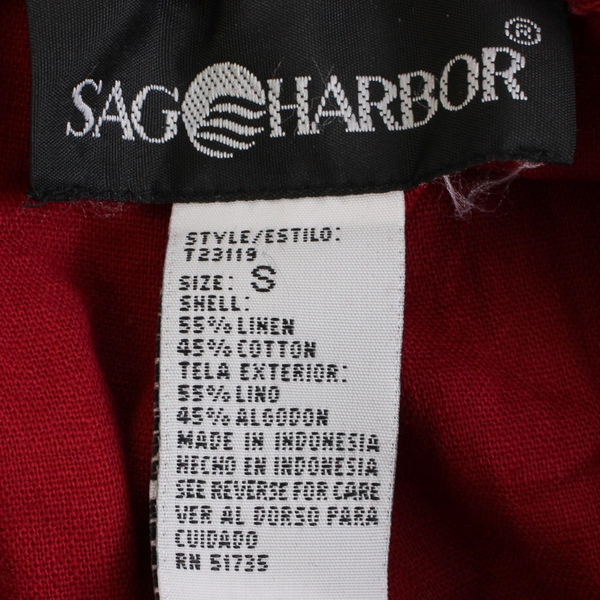 SAG HARBOR®
STYLE/ESTILO:
T23119
SIZE: S
SHELL:
55% LINEN
45% COTTON
TELA EXTERIOR:
55% LINO
45% ALGODON
MADE IN INDONESIA
HECHO EN INDONESIA
SEE REVERSE FOR CARE
VER AL DORSO PARA
CUIDADO
RN 51735